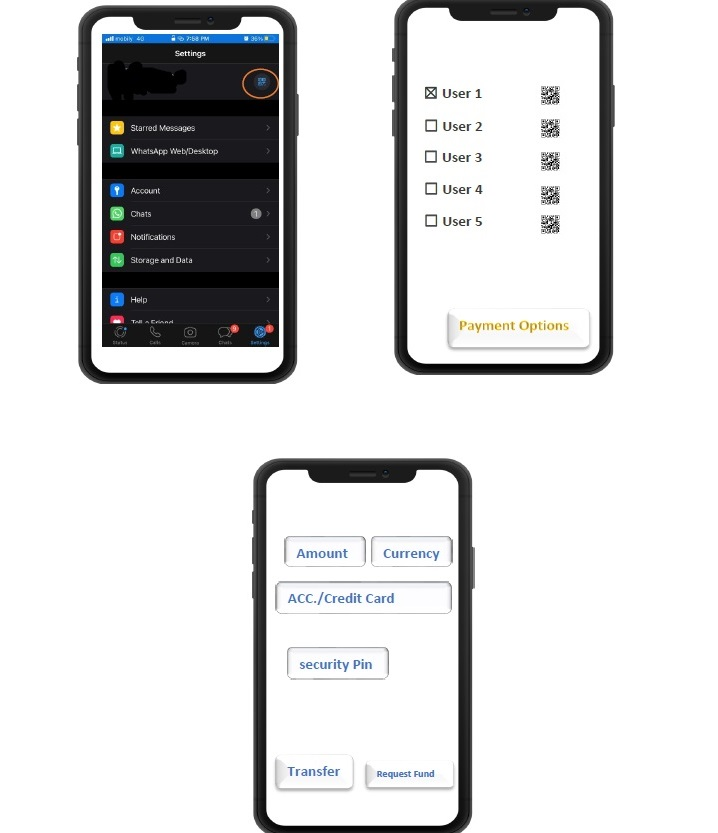 mobily 4G 7:58 PM 36%
Settings
Starred Messages
WhatsApp Web/Desktop
Account
Chats 1
Notifications
Storage and Data
Help
Tell a Friend
Status Calls Camera Chats Settings
User 1
User 2
User 3
User 4
User 5
Payment Options
Amount Currency
ACC./Credit Card
security Pin
Transfer Request Fund